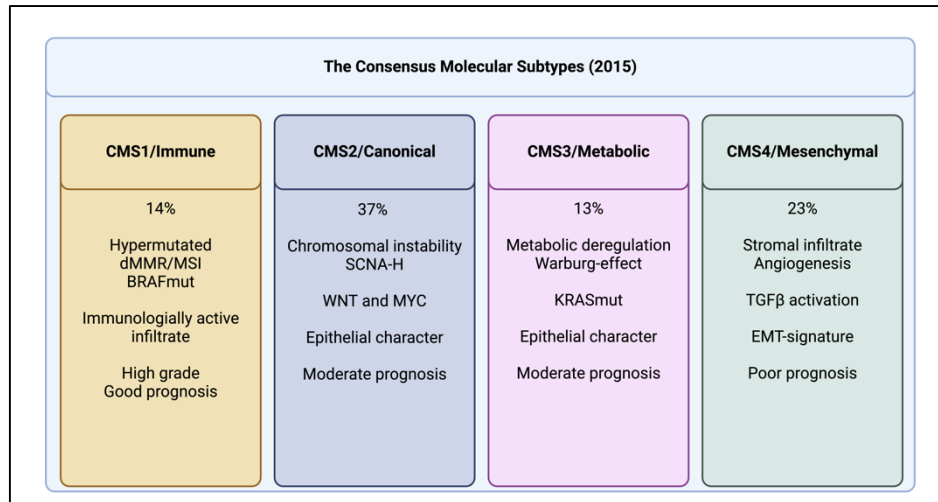 The Consensus Molecular Subtypes (2015)
CMS1/Immune
14%
Hypermutated
dMMR/MSI
BRAFmut
Immunologially active
infiltrate
High grade
Good prognosis
CMS2/Canonical
37%
Chromosomal instability
SCNA-H
WNT and MYC
Epithelial character
Moderate prognosis
CMS3/Metabolic
13%
Metabolic deregulation
Warburg-effect
KRASmut
Epithelial character
Moderate prognosis
CMS4/Mesenchymal
23%
Stromal infiltrate
Angiogenesis
TGFβ activation
EMT-signature
Poor prognosis